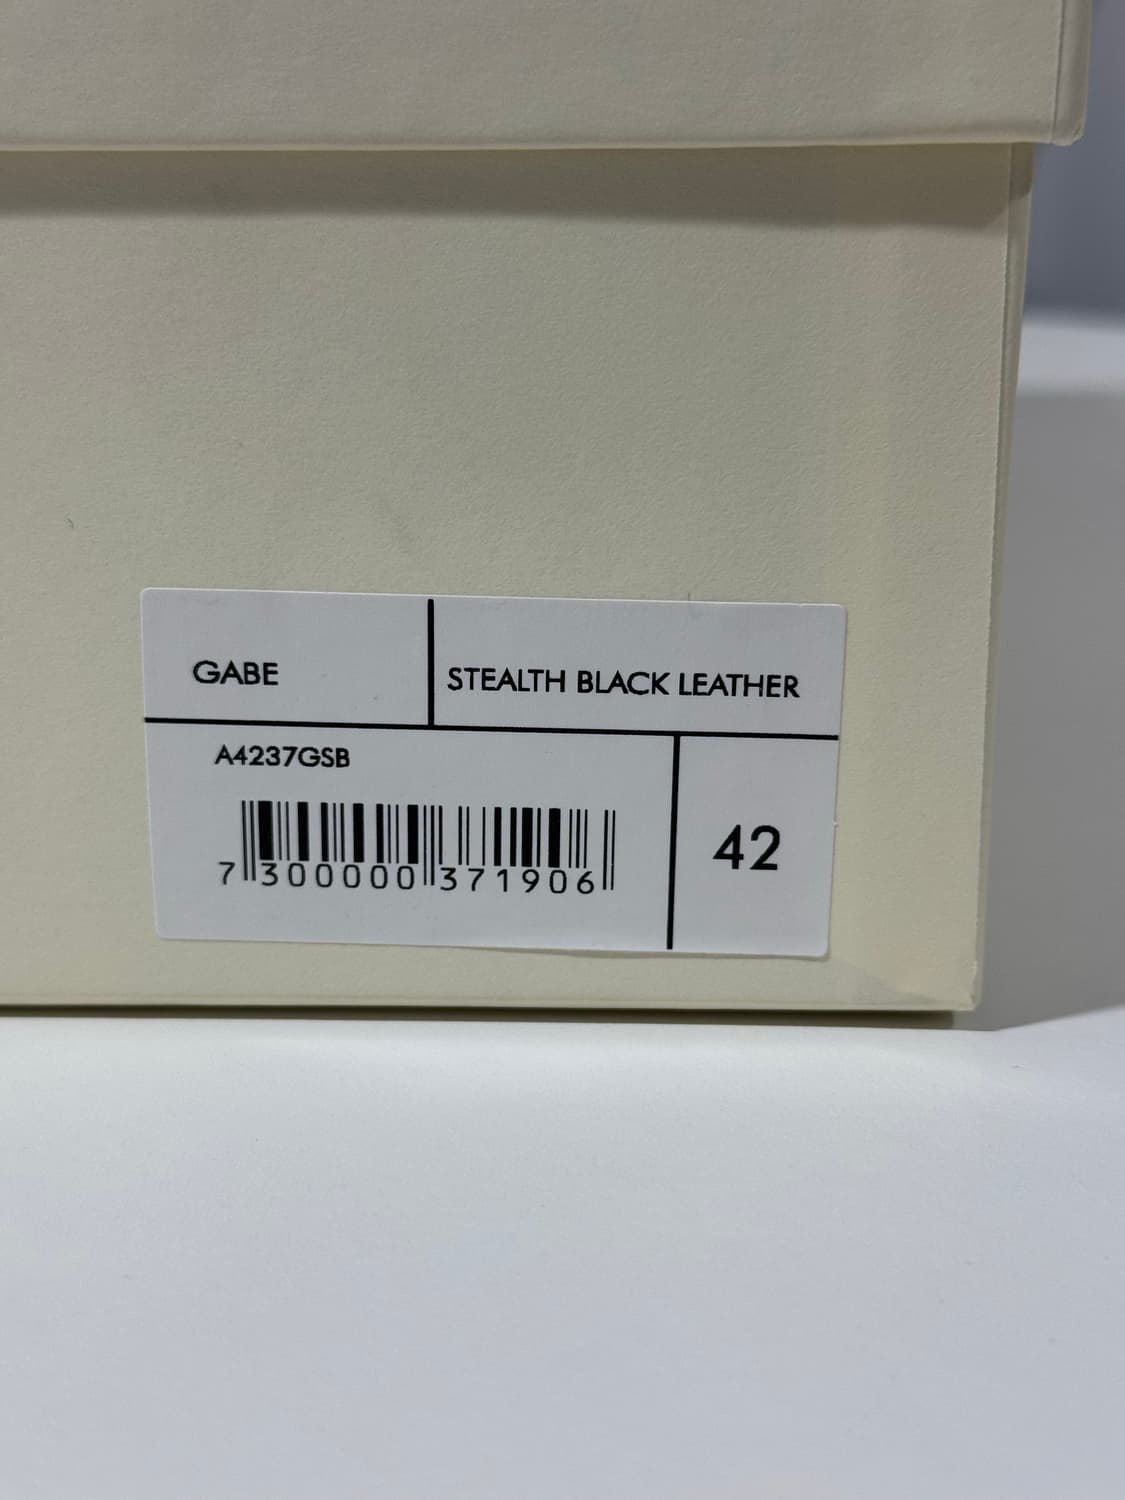 GABE
STEALTH BLACK LEATHER
A4237GSB
42
7 300000 371906